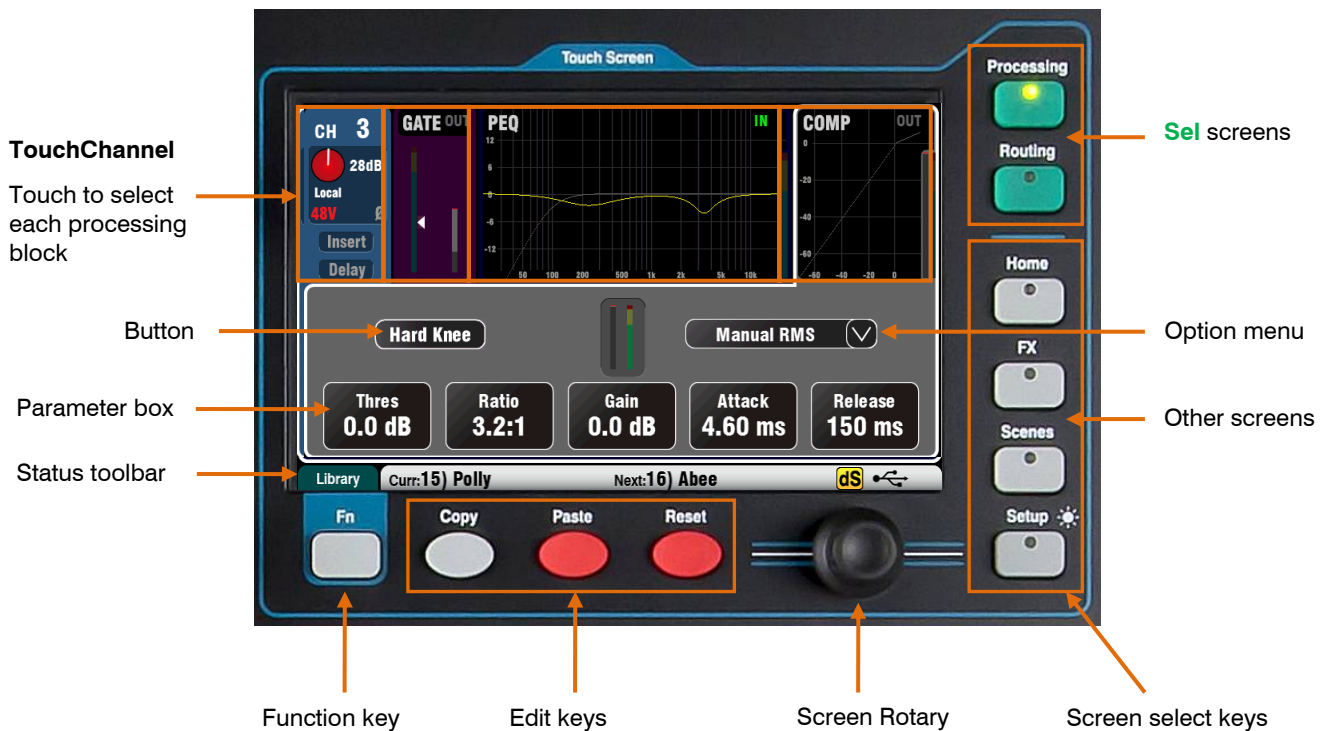 Touch Screen
Processing
TouchChannel
Touch to select
each processing
block
CH 3
28dB
Local
48V Ø
Insert
Delay
GATE OUT
PEQ IN
12
6
0
-6
-12
50 100 200 500 1k 2k 5k 10k
COMP OUT
0
-20
-40
-60
-60 -40 -20 0
Sel screens
Routing
Home
Button
Hard Knee
Manual RMS
Option menu
FX
Parameter box
Thres
0.0 dB
Ratio
3.2:1
Gain
0.0 dB
Attack
4.60 ms
Release
150 ms
Other screens
Scenes
Status toolbar
Library
Curr:15) Polly
Next:16) Abee
dS
Fn
Copy
Paste
Reset
Setup
Function key
Edit keys
Screen Rotary
Screen select keys